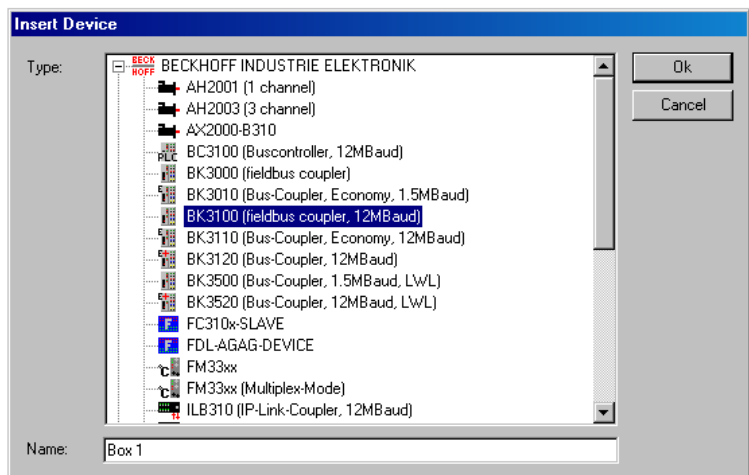 Insert Device
Type:
BECK
HOFF
BECKHOFF INDUSTRIE ELEKTRONIK
Ok
AH2001 (1 channel)
AH2003 (3 channel)
Cancel
AX2000-B310
PLC
BC3100 (Buscontroller, 12MBaud)
BK3000 (fieldbus coupler)
E BK3010 (Bus-Coupler, Economy, 1.5MBaud)
BK3100 (fieldbus coupler, 12MBaud)
E BK3110 (Bus-Coupler, Economy, 12MBaud)
BK3120 (Bus-Coupler, 12MBaud)
BK3500 (Bus-Coupler, 1.5MBaud, LWL)
BK3520 (Bus-Coupler, 12MBaud, LWL)
F FC310x-SLAVE
F FDL-AGAG-DEVICE
°C FM33xx
°C FM33xx (Multiplex-Mode)
ILB310 (IP-Link-Coupler, 12MBaud)
Name:
Box 1